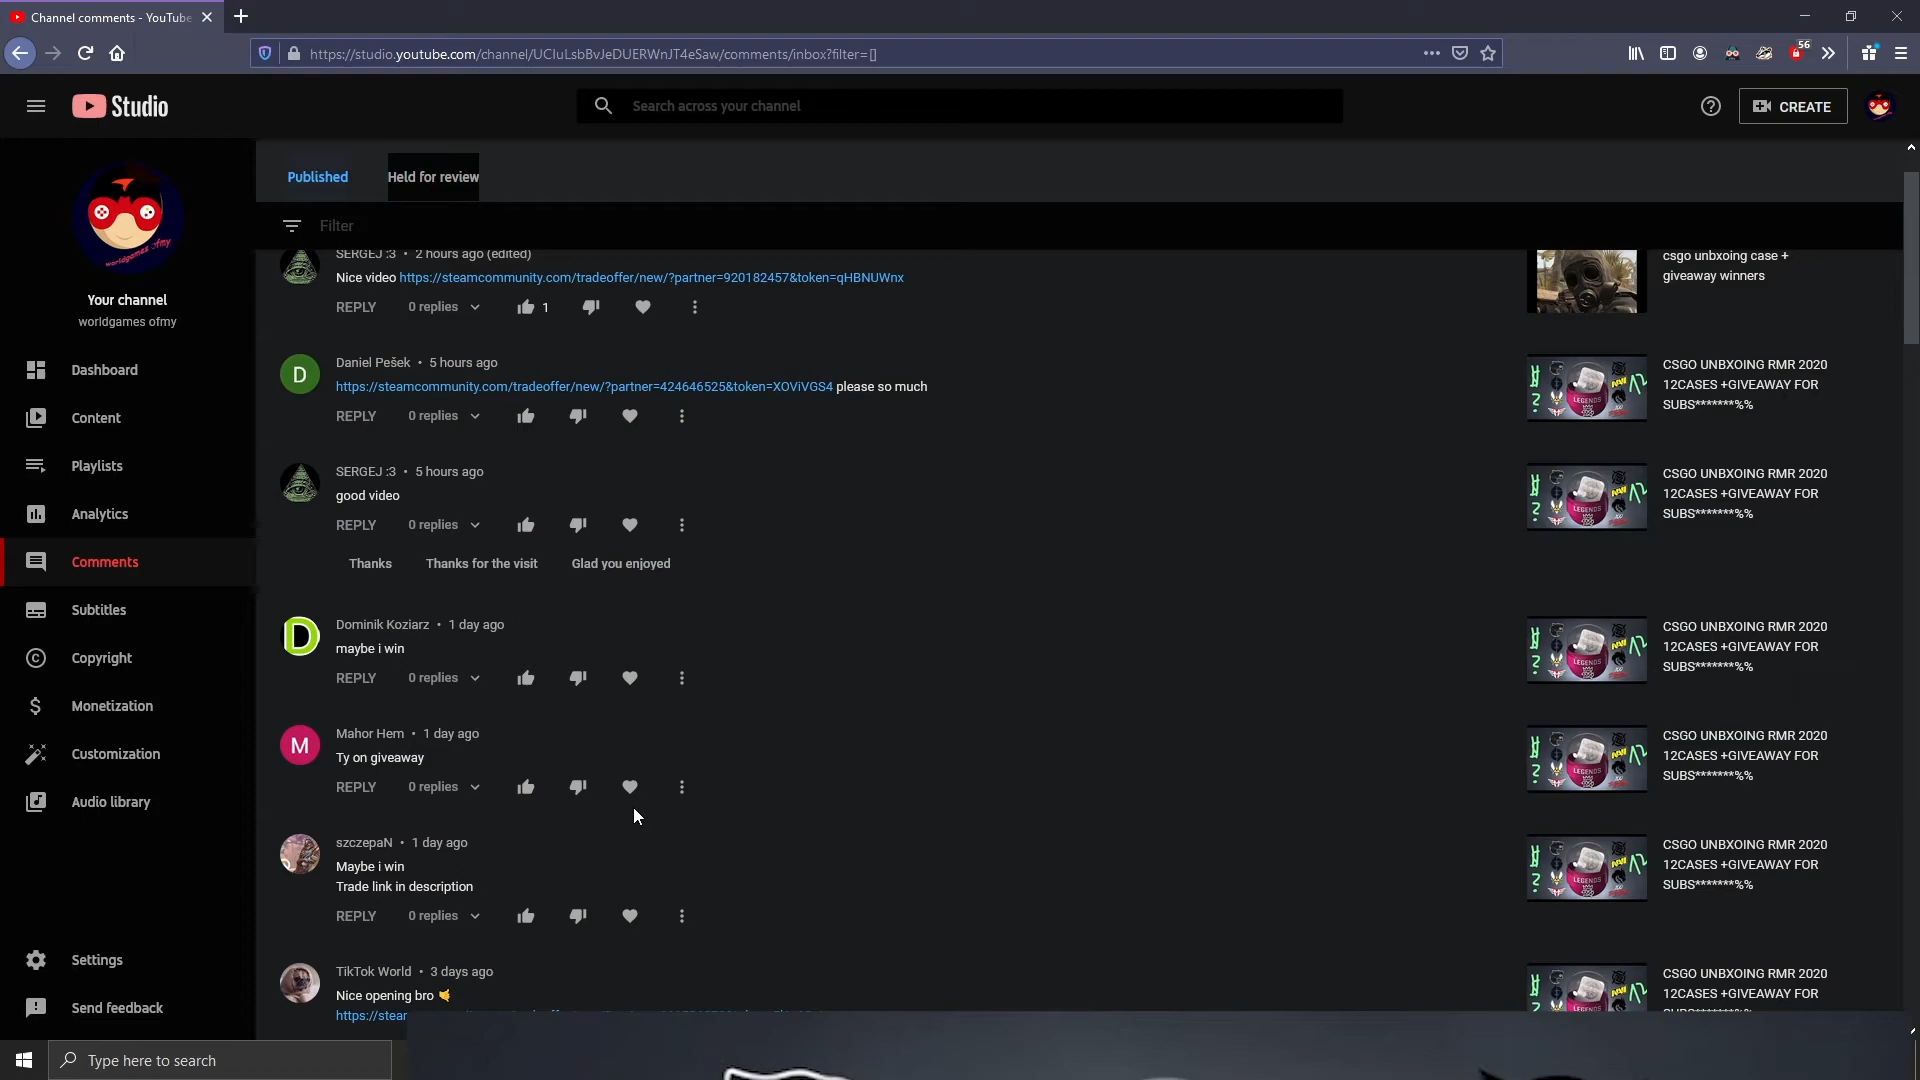 Channel comments - YouTube
https://studio.youtube.com/channel/UCIuLsbBvJeDUERWnJT4eSaw/comments/inbox?filter=[]
56
Studio
Search across your channel
CREATE
worldgames ofmy
Your channel
worldgames ofmy
Dashboard
Content
Playlists
Analytics
Comments
Subtitles
Copyright
Monetization
Customization
Audio library
Settings
Send feedback
Published
Held for review
Filter
SERGEJ :3 • 2 hours ago (edited)
Nice video https://steamcommunity.com/tradeoffer/new/?partner=920182457&token=qHBNUWnx
REPLY 0 replies 1
csgo unbxoing case +
giveaway winners
D
Daniel Pešek • 5 hours ago
https://steamcommunity.com/tradeoffer/new/?partner=424646525&token=XOViVGS4 please so much
REPLY 0 replies
LEGENDS
CSGO UNBXOING RMR 2020
12CASES +GIVEAWAY FOR
SUBS*******%%
SERGEJ :3 • 5 hours ago
good video
REPLY 0 replies
Thanks Thanks for the visit Glad you enjoyed
LEGENDS
CSGO UNBXOING RMR 2020
12CASES +GIVEAWAY FOR
SUBS*******%%
D
Dominik Koziarz • 1 day ago
maybe i win
REPLY 0 replies
LEGENDS
CSGO UNBXOING RMR 2020
12CASES +GIVEAWAY FOR
SUBS*******%%
M
Mahor Hem • 1 day ago
Ty on giveaway
REPLY 0 replies
LEGENDS
CSGO UNBXOING RMR 2020
12CASES +GIVEAWAY FOR
SUBS*******%%
szczepaN • 1 day ago
Maybe i win
Trade link in description
REPLY 0 replies
LEGENDS
CSGO UNBXOING RMR 2020
12CASES +GIVEAWAY FOR
SUBS*******%%
TikTok World • 3 days ago
Nice opening bro 🤙
https://stear
CSGO UNBXOING RMR 2020
12CASES +GIVEAWAY FOR
Type here to search